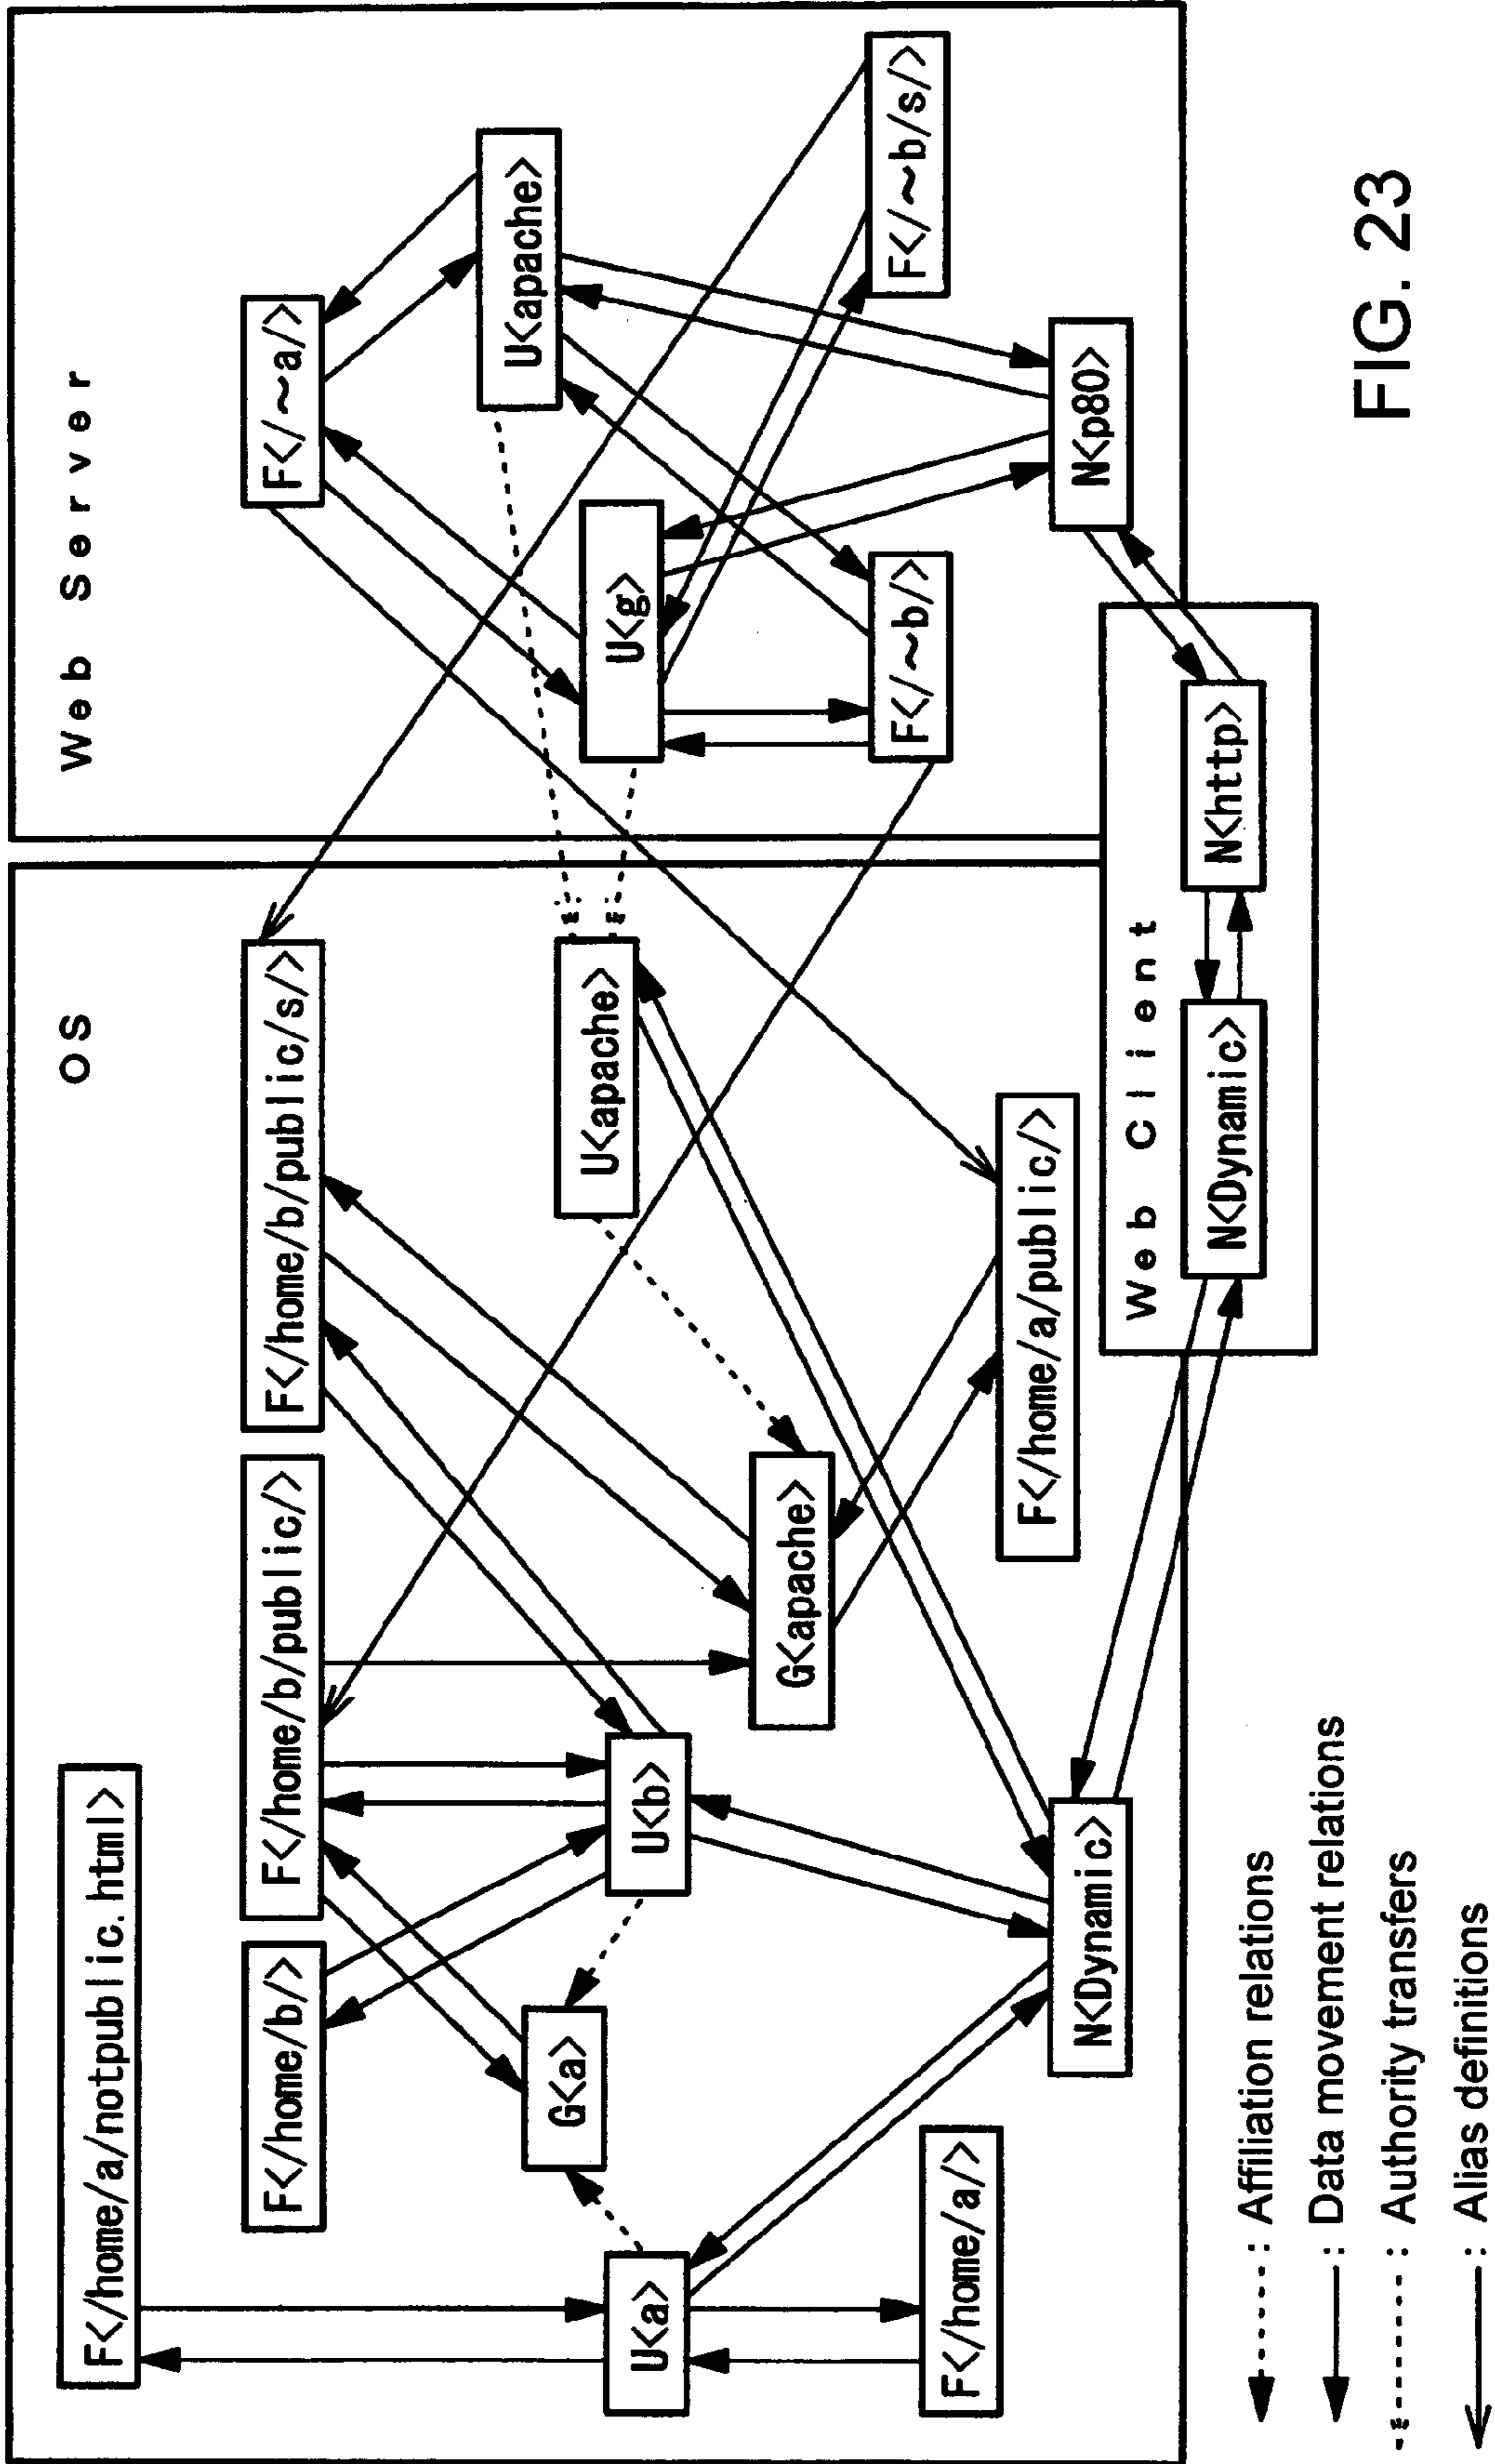 OS
Web Server
F</home/a/notpublic.html>
F</home/b/>
F</home/b/public/>
F</home/b/public/s/>
F</~a/>
U<apache>
G<a>
U<apache>
U<g>
U<a>
U<b>
G<apache>
F</~b/>
F</~b/s/>
F</home/a/>
F</home/a/public/>
N<Dynamic>
N<p80>
Web Client
N<Dynamic>
N<http>
: Affiliation relations
: Data movement relations
: Authority transfers
: Alias definitions
FIG. 23